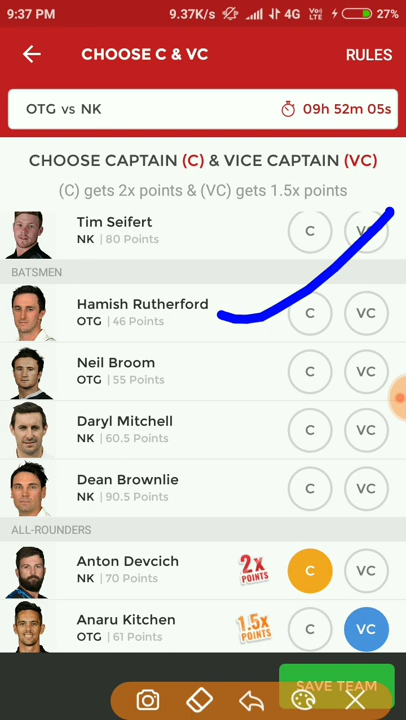 9:37 PM 9.37K/s 4G VoJ LTE 27%
CHOOSE C & VC RULES
OTG vs NK 09h 52m 05s
CHOOSE CAPTAIN (C) & VICE CAPTAIN (VC)
(C) gets 2x points & (VC) gets 1.5x points
Tim Seifert
NK | 80 Points C VC
BATSMEN
Hamish Rutherford
OTG | 46 Points C VC
Neil Broom
OTG | 55 Points C VC
Daryl Mitchell
NK | 60.5 Points C VC
Dean Brownlie
NK | 90.5 Points C VC
ALL-ROUNDERS
Anton Devcich
NK | 70 Points 2x POINTS C VC
Anaru Kitchen
OTG | 61 Points 1.5x POINTS C VC
SAVE TEAM